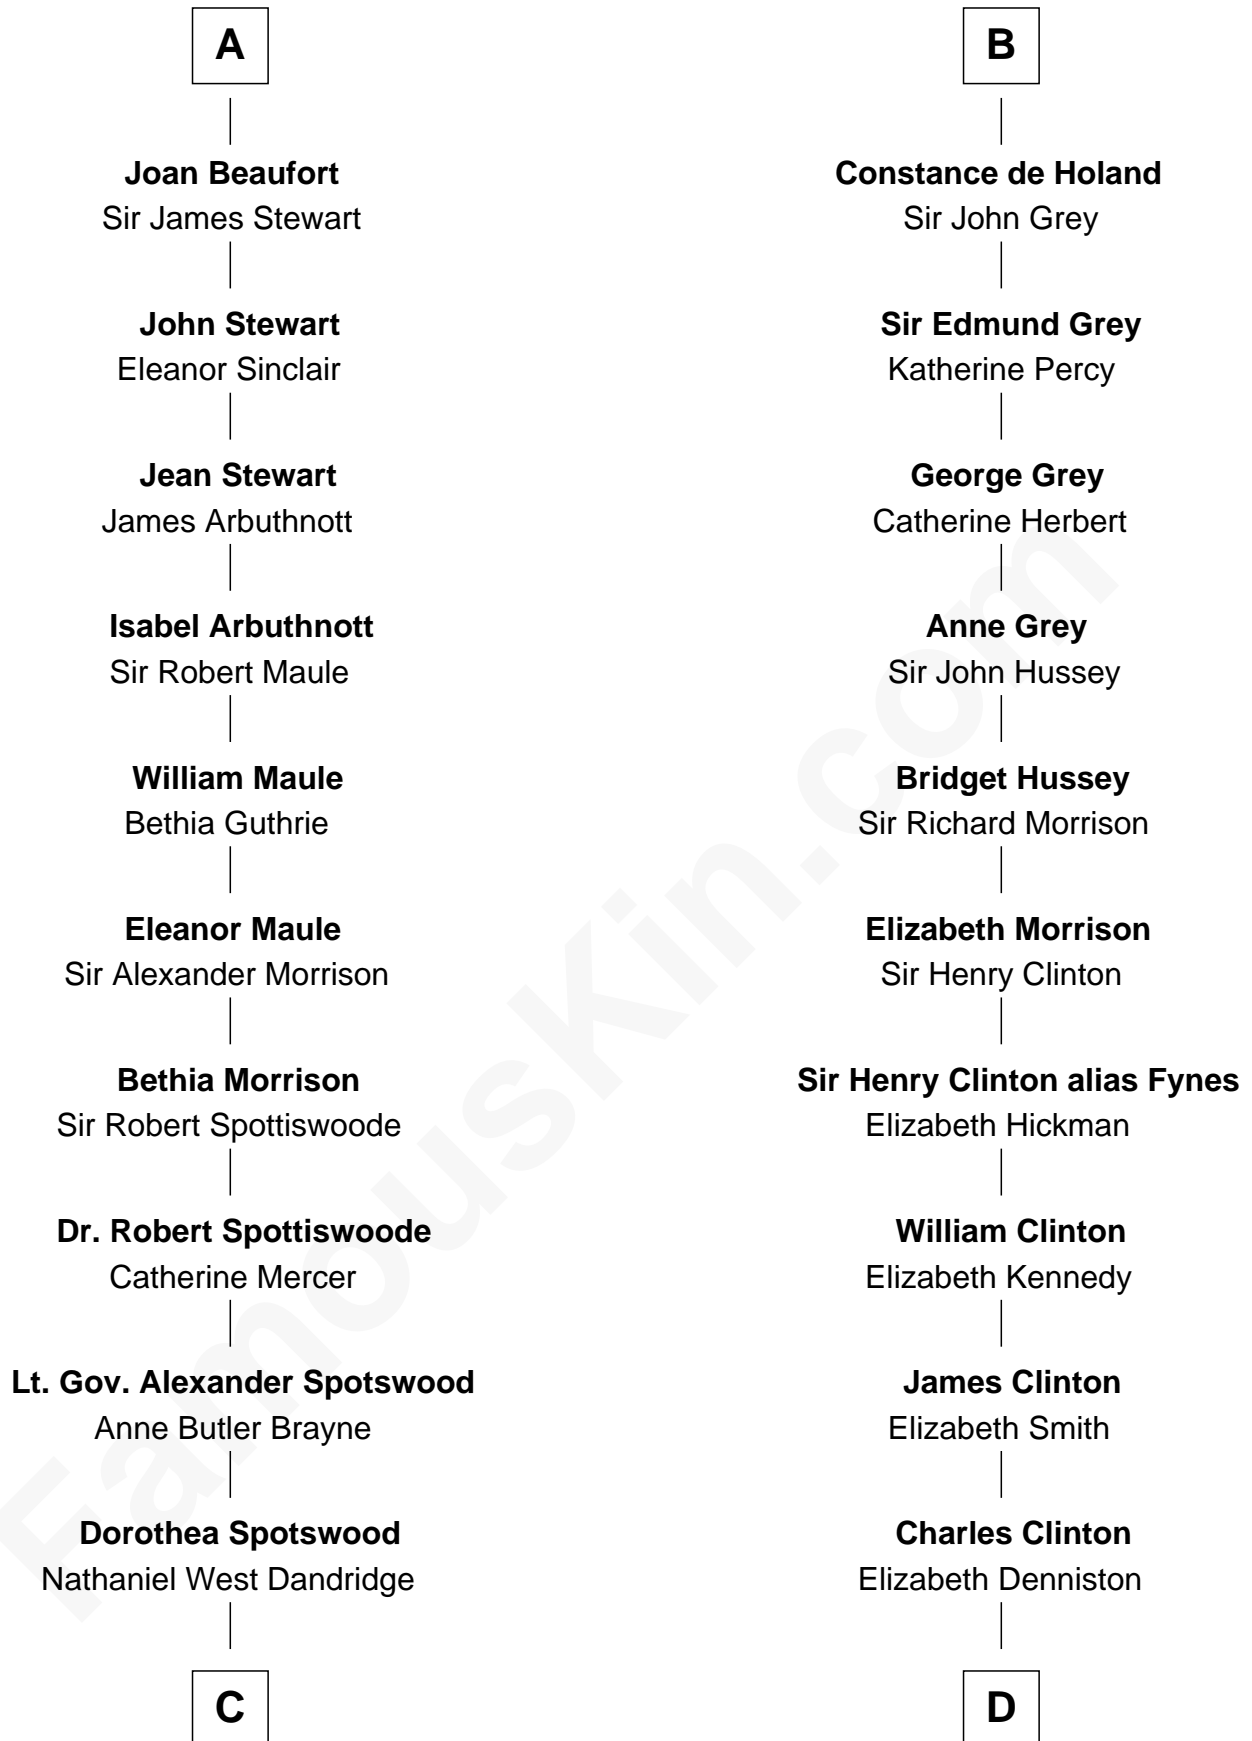 A
Joan Beaufort
Sir James Stewart
John Stewart
Eleanor Sinclair
Jean Stewart
James Arbuthnott
Isabel Arbuthnott
Sir Robert Maule
William Maule
Bethia Guthrie
Eleanor Maule
Sir Alexander Morrison
Bethia Morrison
Sir Robert Spottiswoode
Dr. Robert Spottiswoode
Catherine Mercer
Lt. Gov. Alexander Spotswood
Anne Butler Brayne
Dorothea Spotswood
Nathaniel West Dandridge
C
B
Constance de Holand
Sir John Grey
Sir Edmund Grey
Katherine Percy
George Grey
Catherine Herbert
Anne Grey
Sir John Hussey
Bridget Hussey
Sir Richard Morrison
Elizabeth Morrison
Sir Henry Clinton
Sir Henry Clinton alias Fynes
Elizabeth Hickman
William Clinton
Elizabeth Kennedy
James Clinton
Elizabeth Smith
Charles Clinton
Elizabeth Denniston
D
FamousKin.com